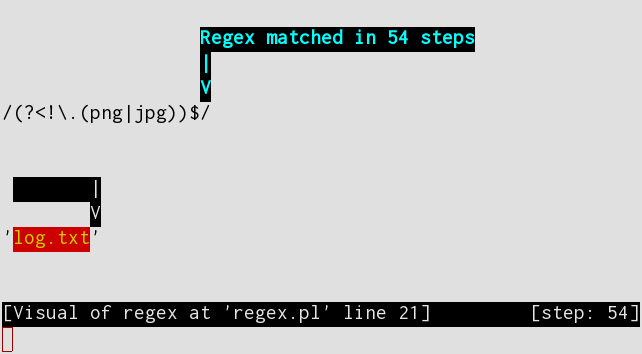 Regex matched in 54 steps
|
V
/(?<!\.(png|jpg))$/
|
V
'log.txt'
[Visual of regex at 'regex.pl' line 21] [step: 54]